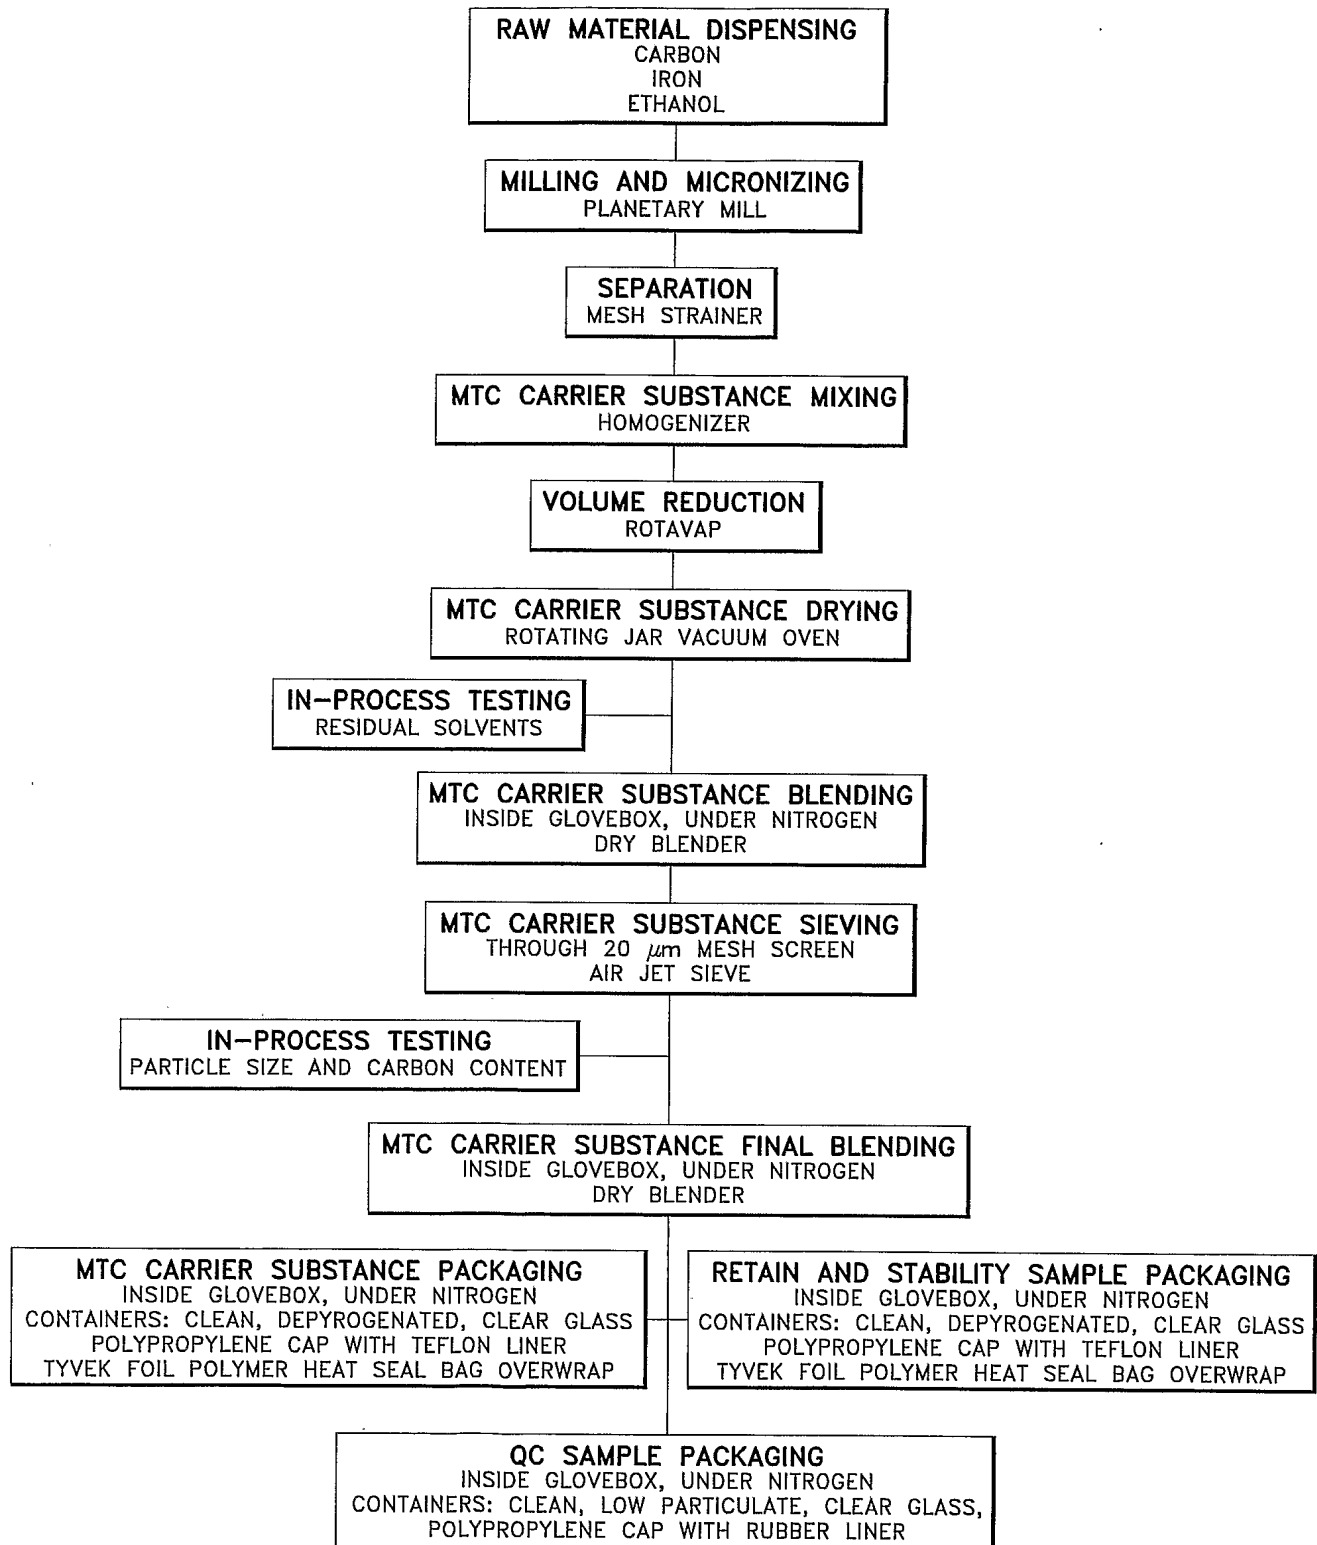 RAW MATERIAL DISPENSING
CARBON
IRON
ETHANOL
MILLING AND MICRONIZING
PLANETARY MILL
SEPARATION
MESH STRAINER
MTC CARRIER SUBSTANCE MIXING
HOMOGENIZER
VOLUME REDUCTION
ROTAVAP
MTC CARRIER SUBSTANCE DRYING
ROTATING JAR VACUUM OVEN
IN-PROCESS TESTING
RESIDUAL SOLVENTS
MTC CARRIER SUBSTANCE BLENDING
INSIDE GLOVEBOX, UNDER NITROGEN
DRY BLENDER
MTC CARRIER SUBSTANCE SIEVING
THROUGH 20 μm MESH SCREEN
AIR JET SIEVE
IN-PROCESS TESTING
PARTICLE SIZE AND CARBON CONTENT
MTC CARRIER SUBSTANCE FINAL BLENDING
INSIDE GLOVEBOX, UNDER NITROGEN
DRY BLENDER
MTC CARRIER SUBSTANCE PACKAGING
INSIDE GLOVEBOX, UNDER NITROGEN
CONTAINERS: CLEAN, DEPYROGENATED, CLEAR GLASS
POLYPROPYLENE CAP WITH TEFLON LINER
TYVEK FOIL POLYMER HEAT SEAL BAG OVERWRAP
RETAIN AND STABILITY SAMPLE PACKAGING
INSIDE GLOVEBOX, UNDER NITROGEN
CONTAINERS: CLEAN, DEPYROGENATED, CLEAR GLASS
POLYPROPYLENE CAP WITH TEFLON LINER
TYVEK FOIL POLYMER HEAT SEAL BAG OVERWRAP
QC SAMPLE PACKAGING
INSIDE GLOVEBOX, UNDER NITROGEN
CONTAINERS: CLEAN, LOW PARTICULATE, CLEAR GLASS,
POLYPROPYLENE CAP WITH RUBBER LINER